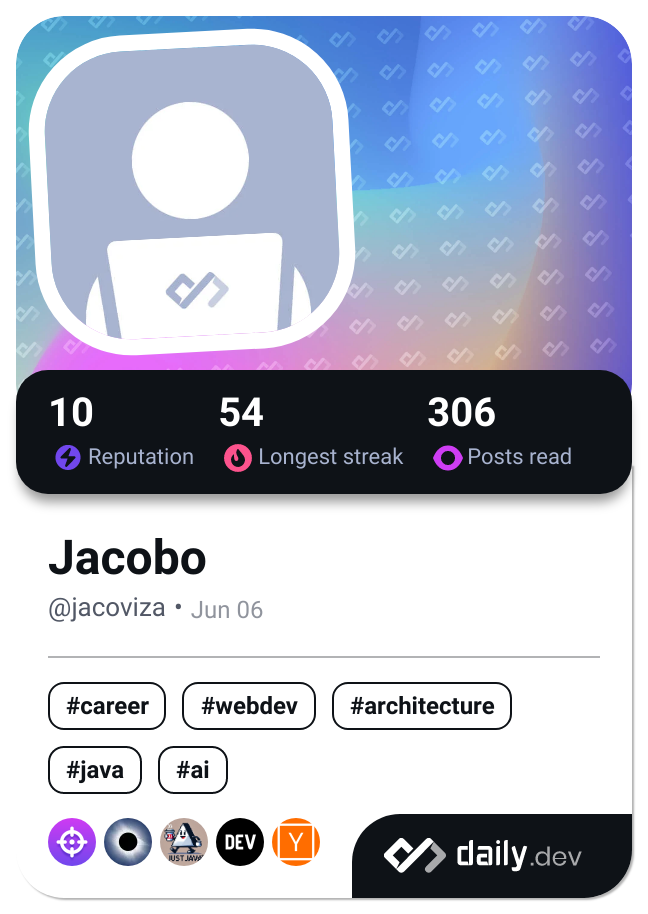 10 54 306
Reputation Longest streak Posts read
Jacobo
@jacoviza • Jun 06
#career #webdev #architecture
#java #ai
JUST JAVA
DEV
Y
daily.dev